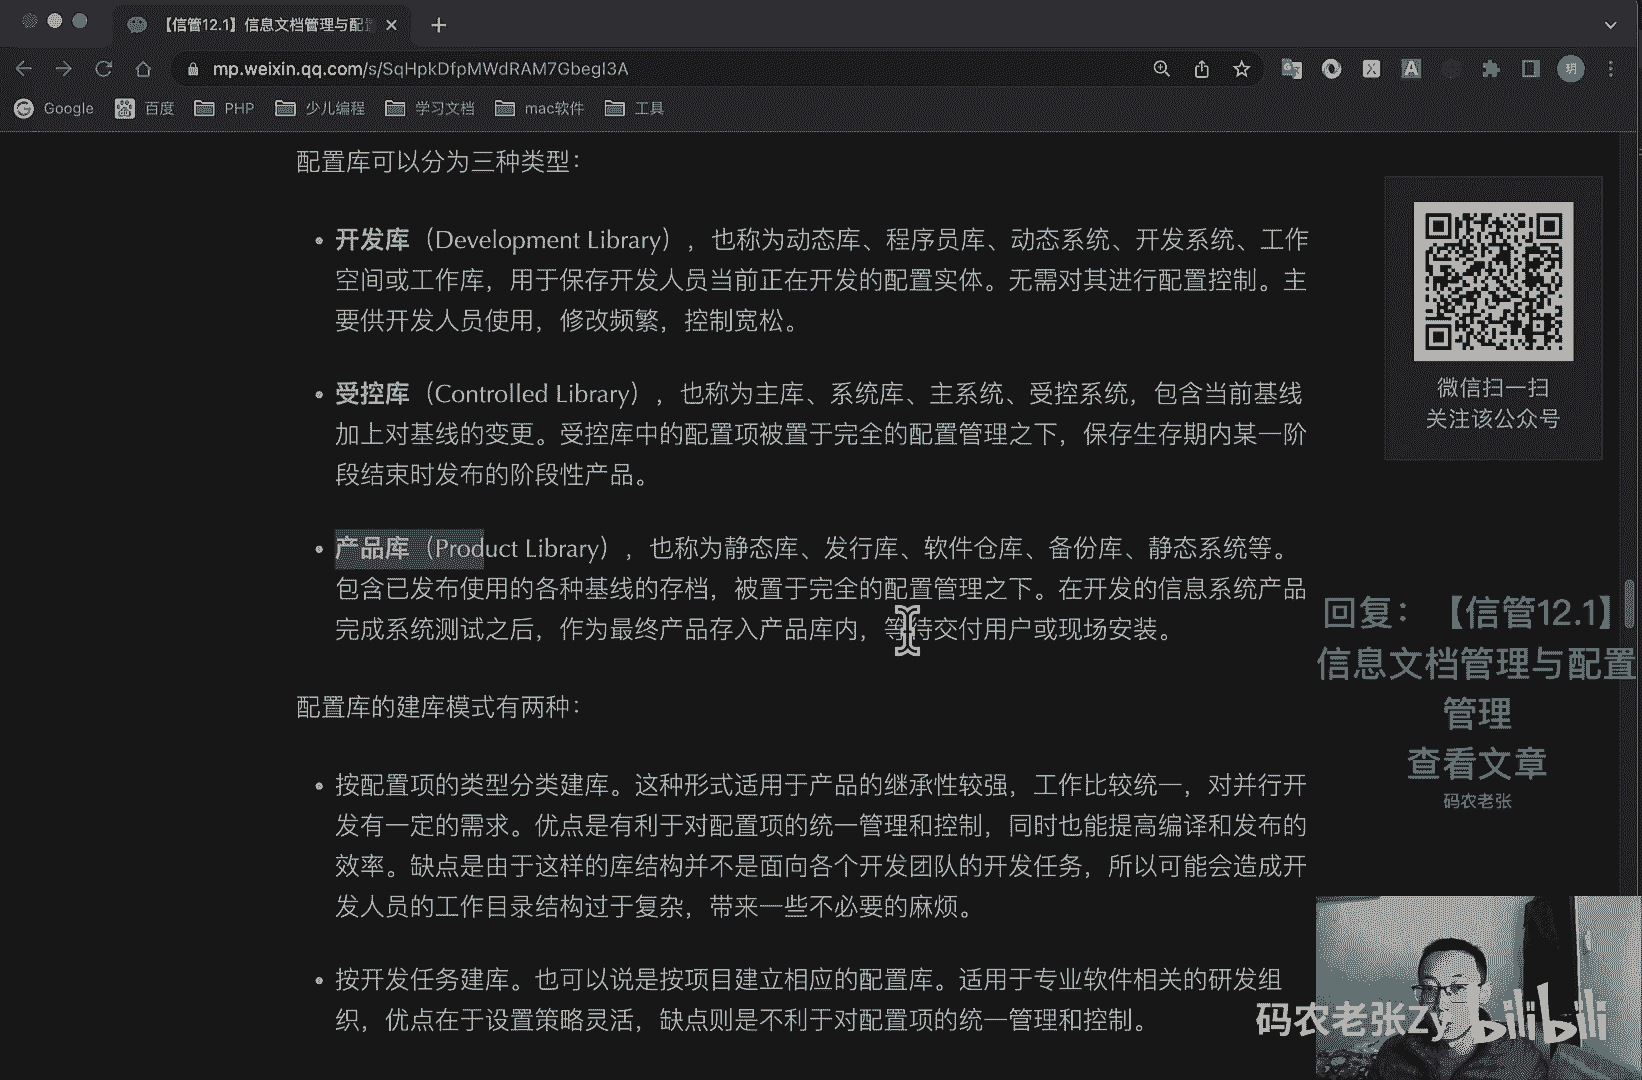 【信管12.1】信息文档管理与配
mp.weixin.qq.com/s/SqHpkDfpMWdRAM7GbegI3A
Google 百度 PHP 少儿编程 学习文档 mac软件 工具
配置库可以分为三种类型：
• 开发库（Development Library），也称为动态库、程序员库、动态系统、开发系统、工作
空间或工作库，用于保存开发人员当前正在开发的配置实体。无需对其进行配置控制。主
要供开发人员使用，修改频繁，控制宽松。
• 受控库（Controlled Library），也称为主库、系统库、主系统、受控系统，包含当前基线
加上对基线的变更。受控库中的配置项被置于完全的配置管理之下，保存生存期内某一阶
段结束时发布的阶段性产品。
• 产品库（Product Library），也称为静态库、发行库、软件仓库、备份库、静态系统等。
包含已发布使用的各种基线的存档，被置于完全的配置管理之下。在开发的信息系统产品
完成系统测试之后，作为最终产品存入产品库内，等待交付用户或现场安装。
配置库的建库模式有两种：
• 按配置项的类型分类建库。这种形式适用于产品的继承性较强，工作比较统一，对并行开
发有一定的需求。优点是有利于对配置项的统一管理和控制，同时也能提高编译和发布的
效率。缺点是由于这样的库结构并不是面向各个开发团队的开发任务，所以可能会造成开
发人员的工作目录结构过于复杂，带来一些不必要的麻烦。
• 按开发任务建库。也可以说是按项目建立相应的配置库。适用于专业软件相关的研发组
织，优点在于设置策略灵活，缺点则是不利于对配置项的统一管理和控制。
微信扫一扫
关注该公众号
回复：【信管12.1】
信息文档管理与配置
管理
查看文章
码农老张
码农老张Zy bilibili
玥
X
A